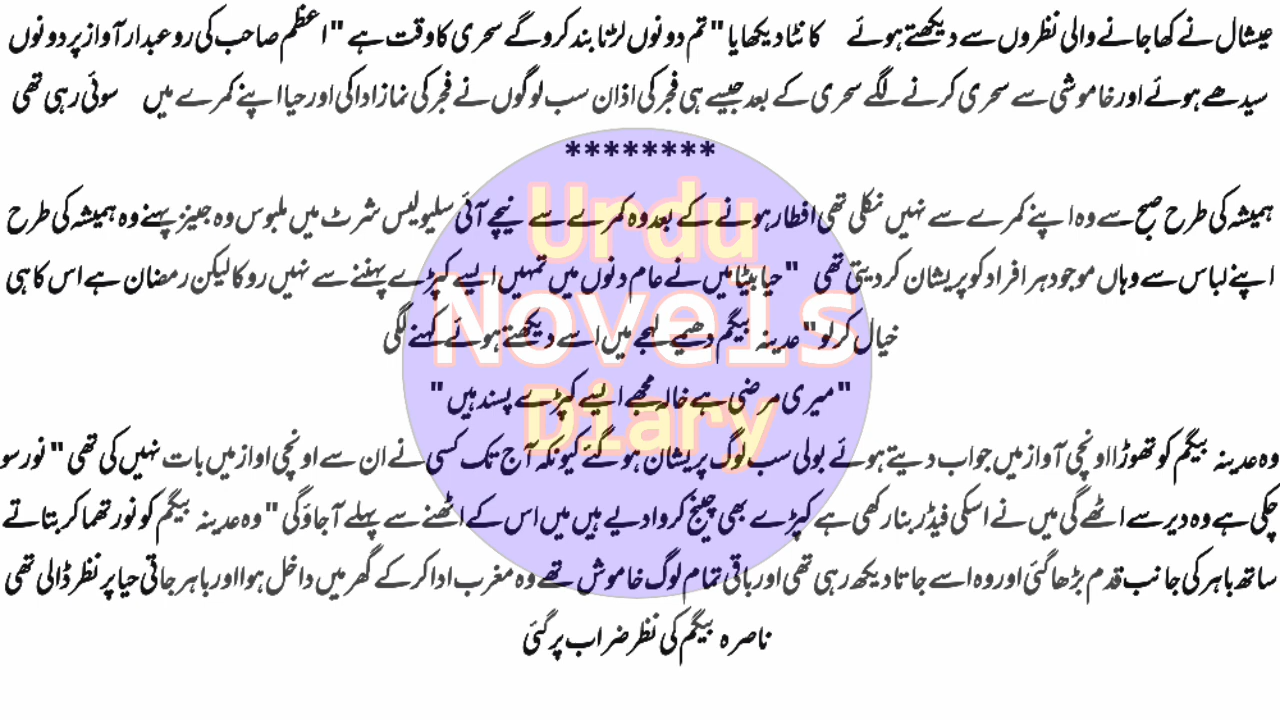 عیشال نے کھا جانے والی نظروں سے دیکھتے ہوئے کانٹا دیکھایا "تم دونوں لڑنا بند کرو گے سحری کا وقت ہے" اعظم صاحب کی روعبدار آواز پر دونوں
سیدھے ہوئے اور خاموشی سے سحری کرنے لگے سحری کے بعد جیسے ہی فجر کی اذان سب لوگوں نے فجر کی نماز ادا کی اور حیا اپنے کمرے میں سوئی رہی تھی
********
ہمیشہ کی طرح صبح سے وہ اپنے کمرے سے نہیں نکلی تھی افطار ہونے کے بعد وہ کمرے سے نیچے آئی سلیولیس شرٹ میں ملبوس وہ جینز پہنے وہ ہمیشہ کی طرح
اپنے لباس سے وہاں موجود ہر افراد کو پریشان کر دیتی تھی "حیا بیٹا میں نے عام دنوں میں تمہیں ایسے کپڑے پہننے سے نہیں روکا لیکن رمضان ہے اس کا ہی
خیال کر لو" عدینہ بیگم دھیمے لہجے میں اسے دیکھتے ہوئے کہنے لگی
"میری مرضی ہے خالہ مجھے ایسے کپڑے پسند ہیں"
وہ عدینہ بیگم کو تھوڑا اونچی آواز میں جواب دیتے ہوئے بولی سب لوگ پریشان ہو گئے کیونکہ آج تک کسی نے ان سے اونچی اواز میں بات نہیں کی تھی "نور سو
چکی ہے وہ دیر سے اٹھے گی میں نے اسکی فیڈر بنا رکھی ہے کپڑے بھی چینج کروا دیے ہیں میں اس کے اٹھنے سے پہلے آجاؤگی" وہ عدینہ بیگم کو نور تھما کر بتاتے
ساتھ باہر کی جانب قدم بڑھا گئی اور وہ اسے جاتا دیکھ رہی تھی اور باقی تمام لوگ خاموش تھے وہ مغرب ادا کر کے گھر میں داخل ہوا اور باہر جاتی حیا پر نظر ڈالی تھی
ناصرہ بیگم کی نظر ضراب پر گئی
Urdu
Novels
Diary